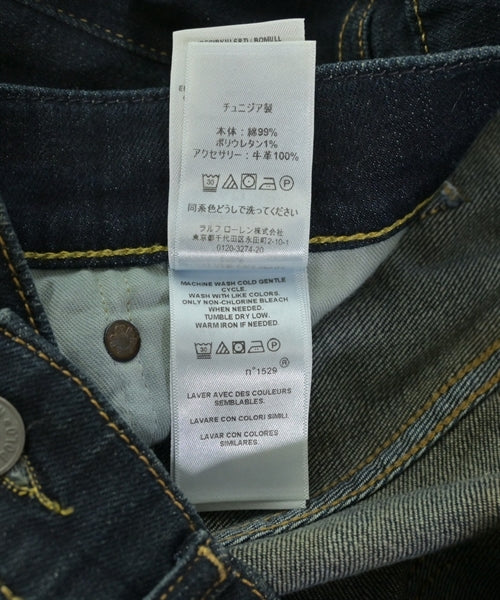 チュニジア製
本体：綿99%
ポリウレタン1%
アクセサリー：牛革100%
30
P
同系色どうしで洗ってください
ラルフ ローレン（株）
東京都千代田区永田町2-10-1
0120-3274-20
MACHINE WASH COLD GENTLE
CYCLE.
WASH WITH LIKE COLORS.
ONLY NON-CHLORINE BLEACH
WHEN NEEDED.
TUMBLE DRY LOW.
WARM IRON IF NEEDED.
30
P
n°1529 ®
LAVER AVEC DES COULEURS
SEMBLABLES.
LAVARE CON COLORI SIMILI.
LAVAR CON COLORES
SIMILARES.